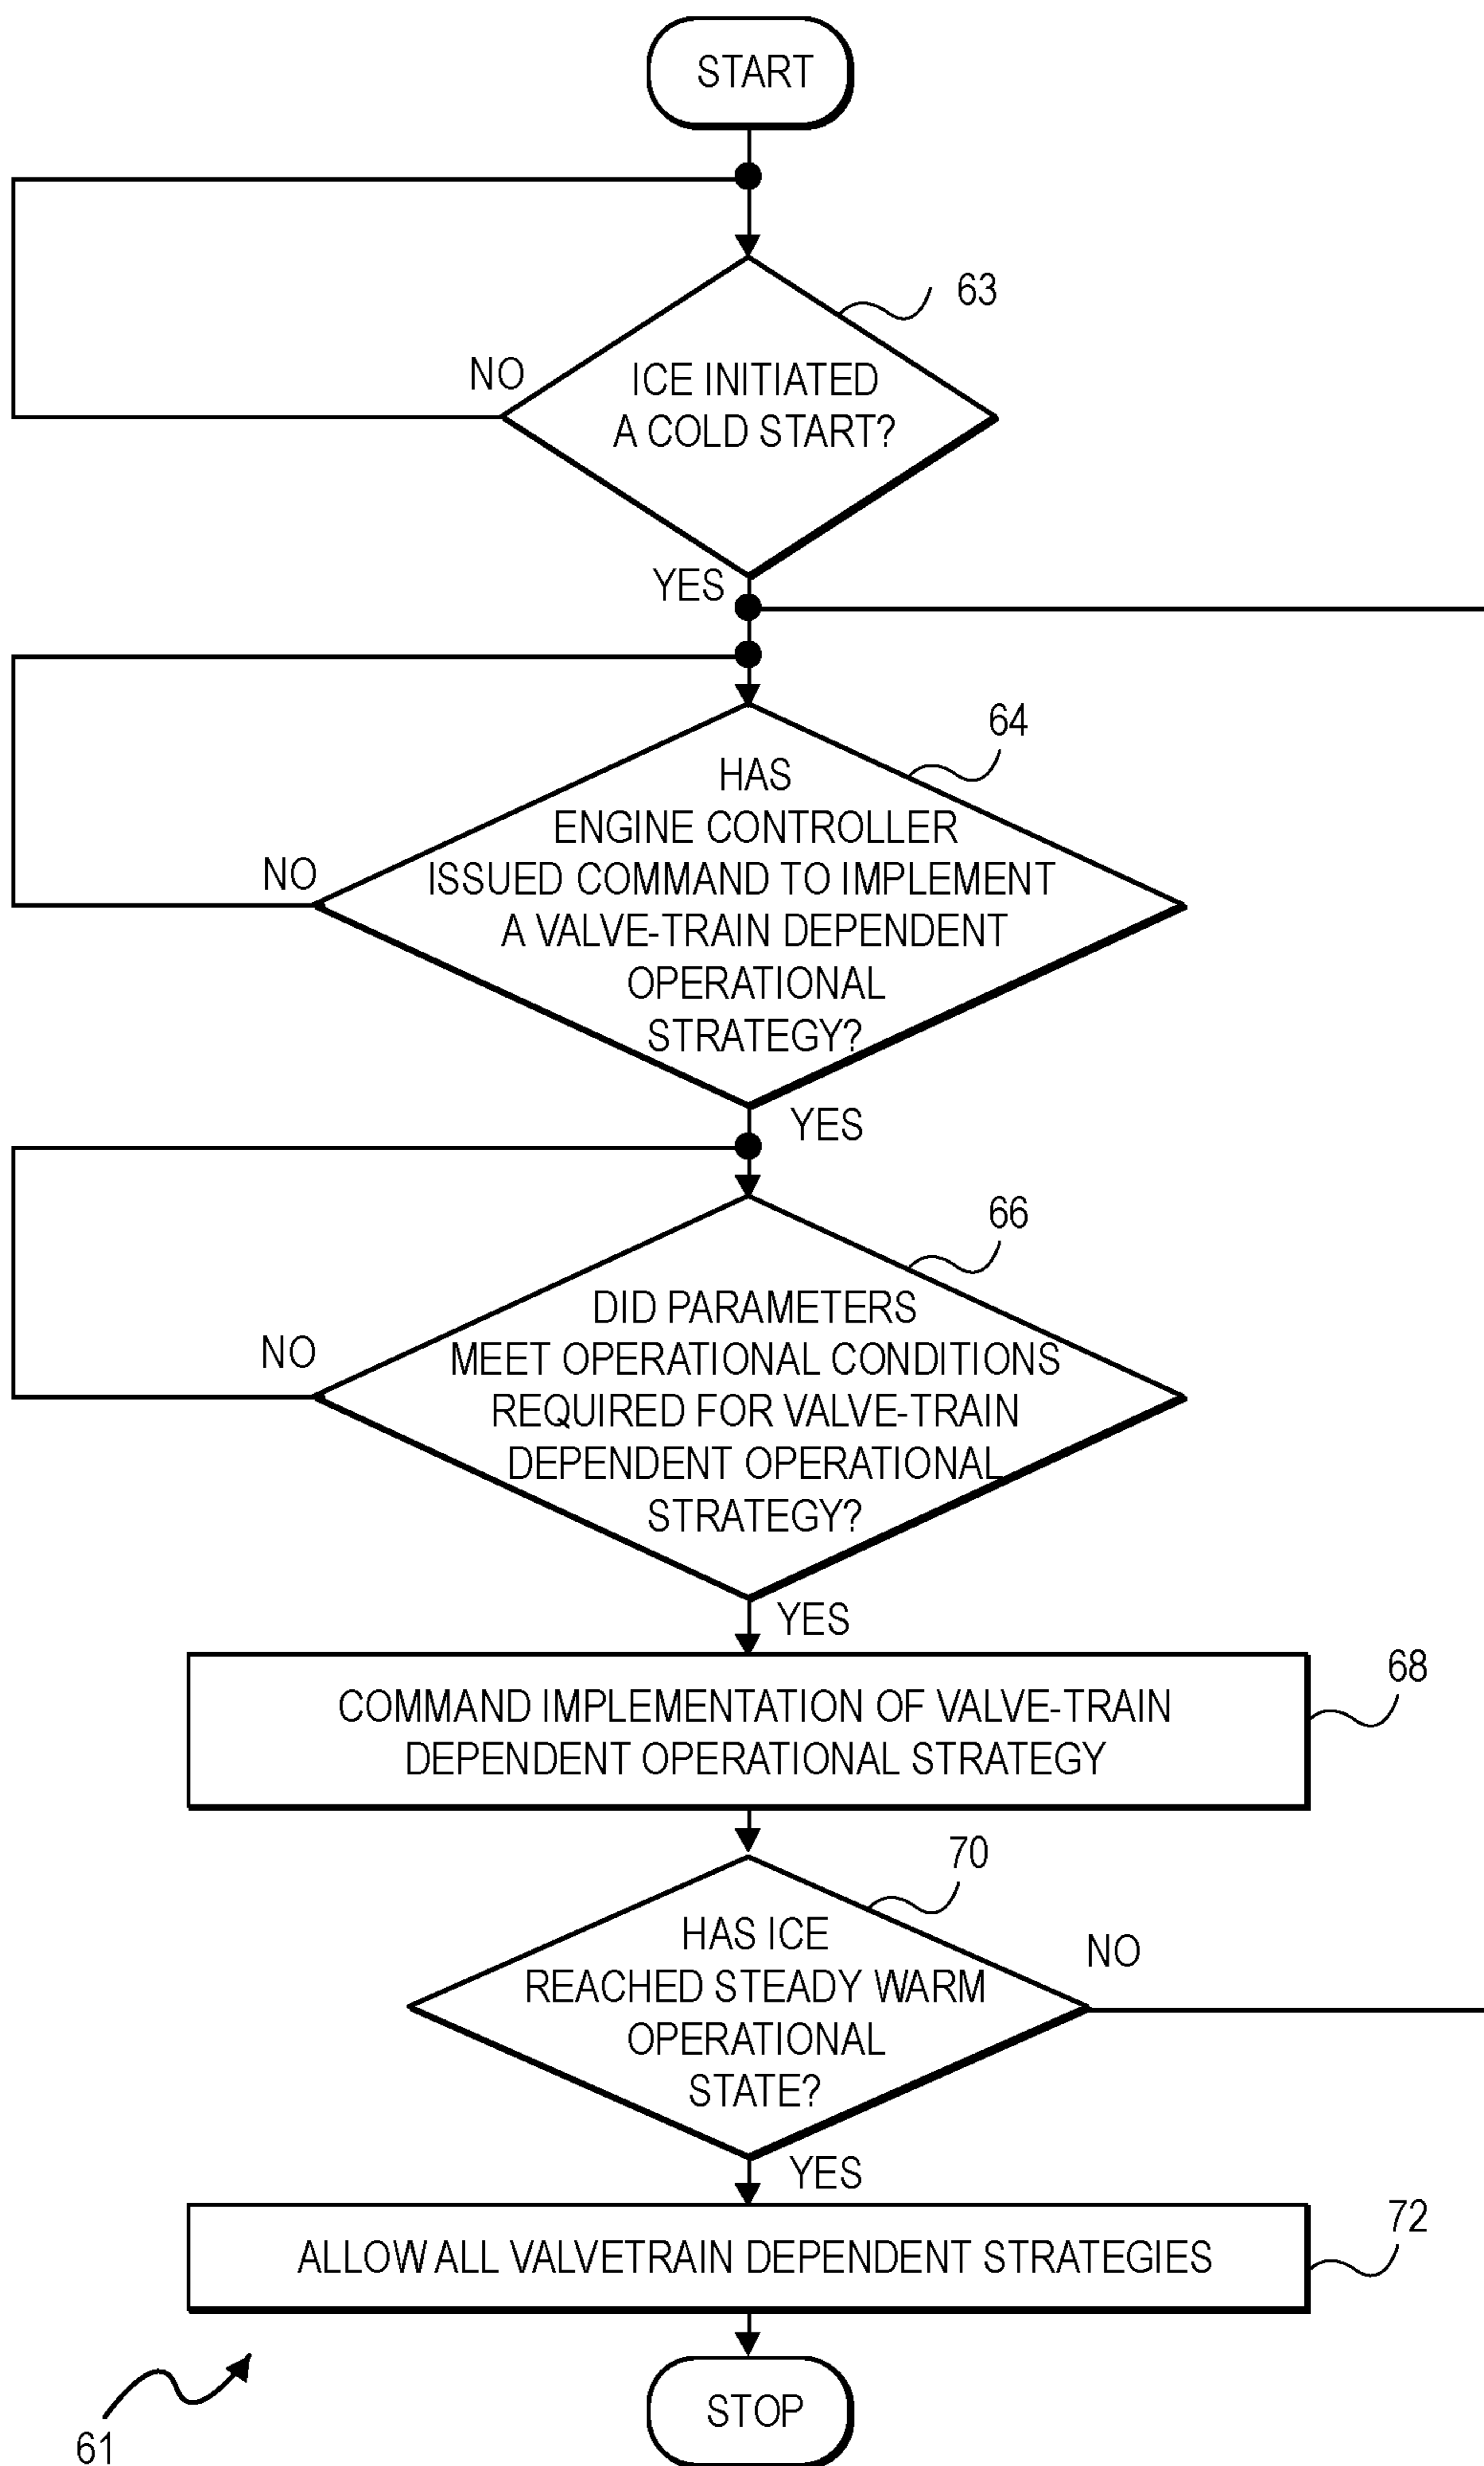 START
63
NO
ICE INITIATED
A COLD START?
YES
64
HAS
ENGINE CONTROLLER
NO
ISSUED COMMAND TO IMPLEMENT
A VALVE-TRAIN DEPENDENT
OPERATIONAL
STRATEGY?
YES
66
DID PARAMETERS
NO
MEET OPERATIONAL CONDITIONS
REQUIRED FOR VALVE-TRAIN
DEPENDENT OPERATIONAL
STRATEGY?
YES
68
COMMAND IMPLEMENTATION OF VALVE-TRAIN
DEPENDENT OPERATIONAL STRATEGY
70
HAS ICE
NO
REACHED STEADY WARM
OPERATIONAL
STATE?
YES
72
ALLOW ALL VALVETRAIN DEPENDENT STRATEGIES
STOP
61